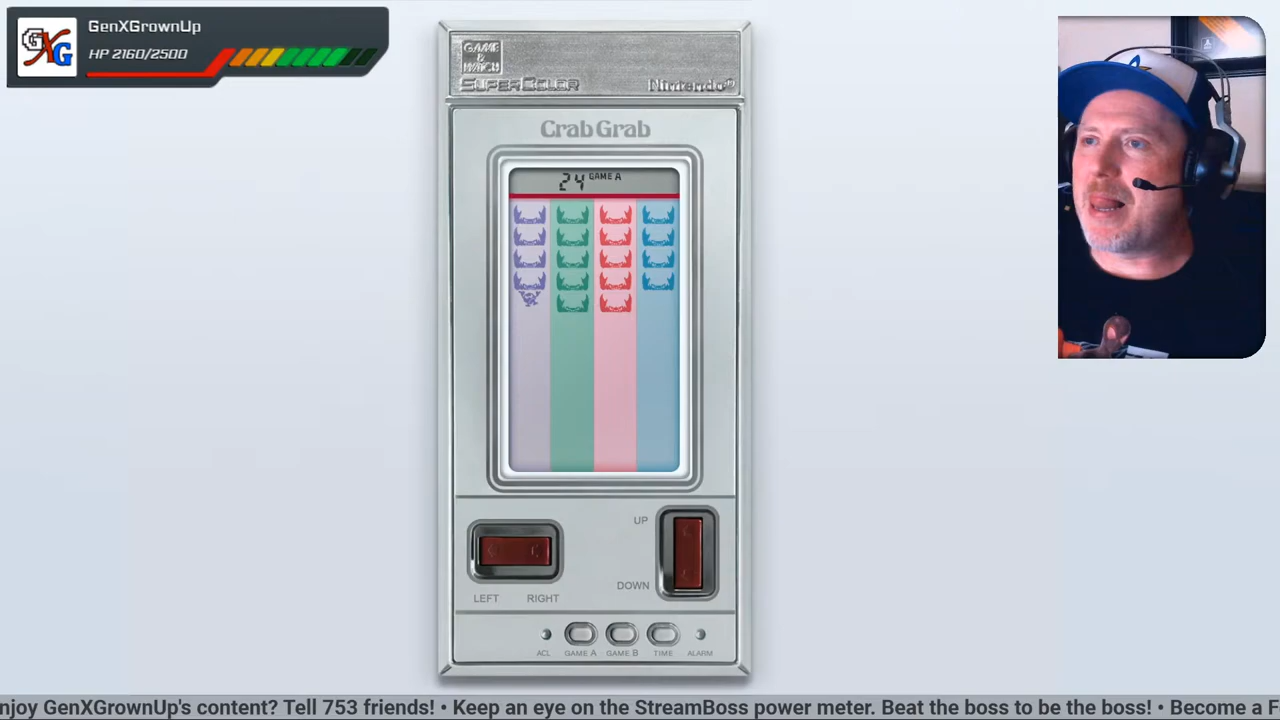 GenXGrownUp
HP 2160/2500
GXG
GAME &
WATCH
SUPER COLOR
Nintendo®
Crab Grab
24 GAME A
UP
DOWN
LEFT RIGHT
ACL GAME A GAME B TIME ALARM
njoy GenXGrownUp's content? Tell 753 friends! • Keep an eye on the StreamBoss power meter. Beat the boss to be the boss! • Become a F